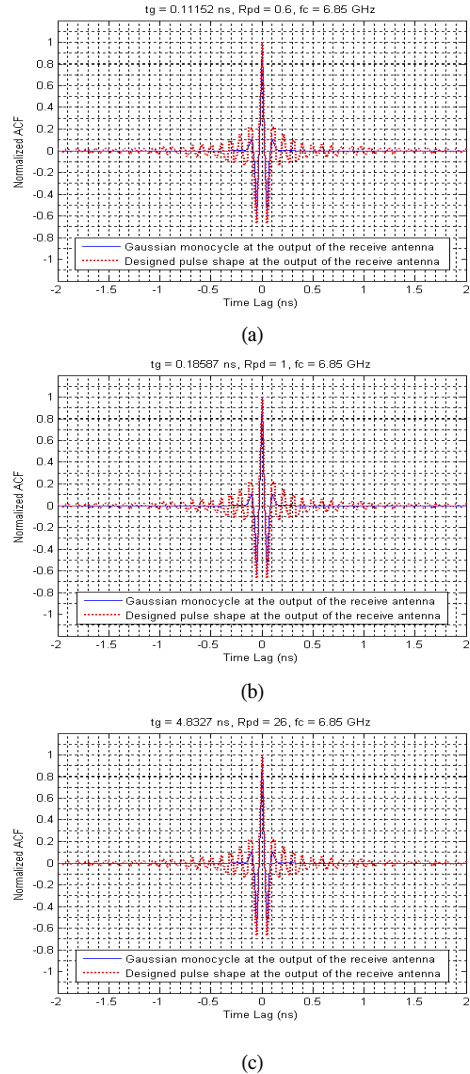 tg = 0.11152 ns, Rpd = 0.6, fc = 6.85 GHz
1
0.8
0.6
0.4
0.2
0
-0.2
-0.4
-0.6
-0.8
-1
Normalized ACF
Gaussian monocycle at the output of the receive antenna
Designed pulse shape at the output of the receive antenna
-2 -1.5 -1 -0.5 0 0.5 1 1.5 2
Time Lag (ns)
(a)
tg = 0.18587 ns, Rpd = 1, fc = 6.85 GHz
1
0.8
0.6
0.4
0.2
0
-0.2
-0.4
-0.6
-0.8
-1
Normalized ACF
Gaussian monocycle at the output of the receive antenna
Designed pulse shape at the output of the receive antenna
-2 -1.5 -1 -0.5 0 0.5 1 1.5 2
Time Lag (ns)
(b)
tg = 4.8327 ns, Rpd = 26, fc = 6.85 GHz
1
0.8
0.6
0.4
0.2
0
-0.2
-0.4
-0.6
-0.8
-1
Normalized ACF
Gaussian monocycle at the output of the receive antenna
Designed pulse shape at the output of the receive antenna
-2 -1.5 -1 -0.5 0 0.5 1 1.5 2
Time Lag (ns)
(c)